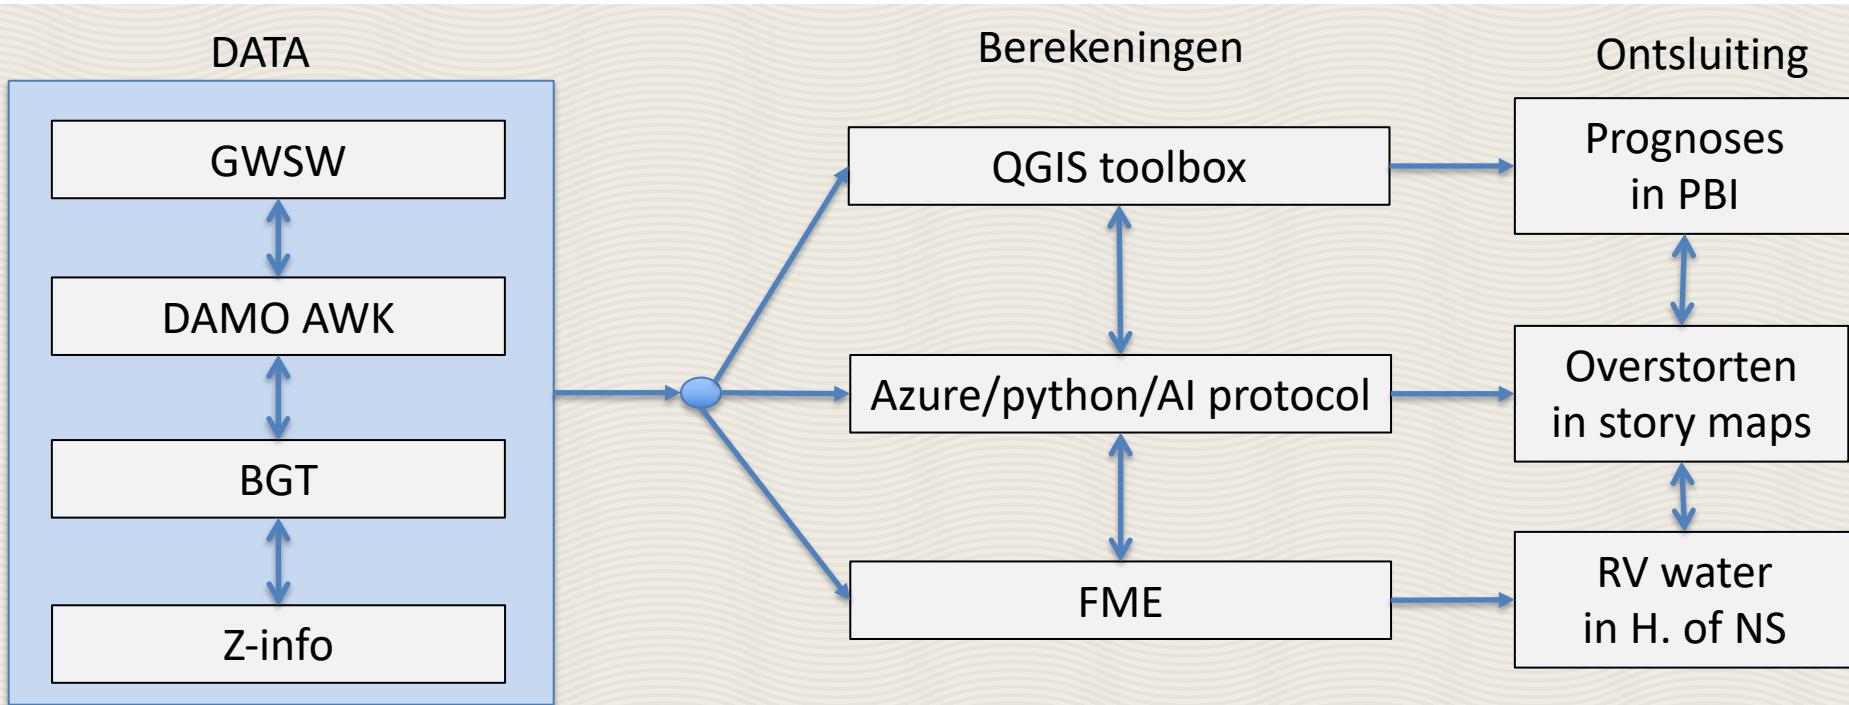 DATA
GWSW
DAMO AWK
BGT
Z-info
Berekeningen
QGIS toolbox
Azure/python/AI protocol
FME
Ontsluiting
Prognoses
in PBI
Overstorten
in story maps
RV water
in H. of NS